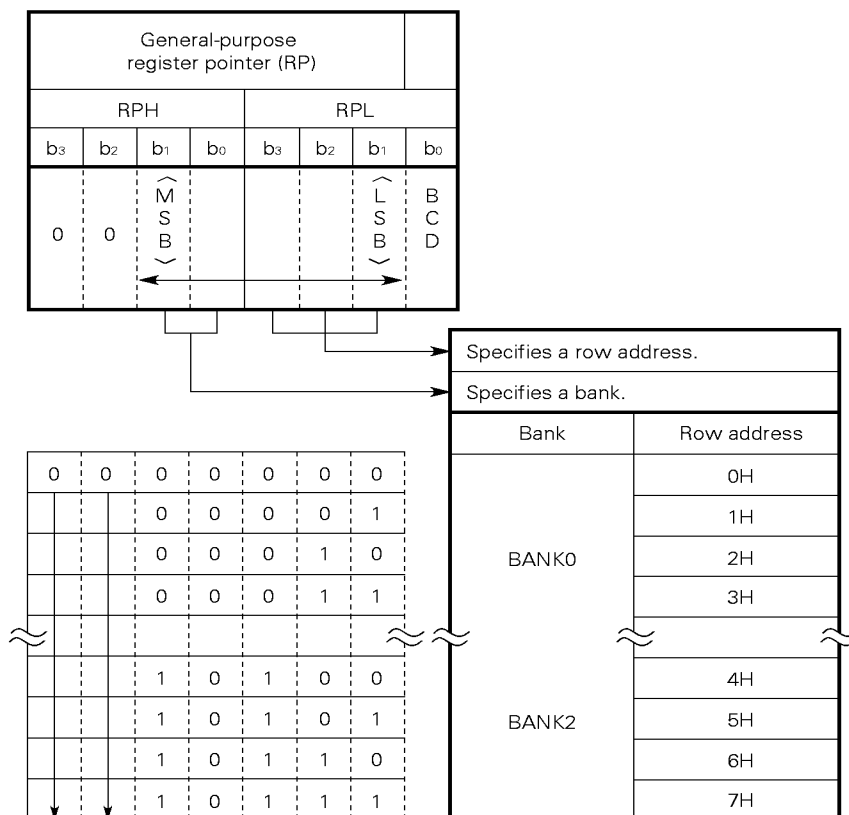 General-purpose
register pointer (RP)
RPH RPL
b3 b2 b1 b0 b3 b2 b1 b0
0 0 (MSB) (LSB) BCD
Specifies a row address.
Specifies a bank.
Bank Row address
0 0 0 0 0 0 0 0H
0 0 0 0 1 1H
0 0 0 1 0 BANK0 2H
0 0 0 1 1 3H
1 0 1 0 0 4H
1 0 1 0 1 BANK2 5H
1 0 1 1 0 6H
1 0 1 1 1 7H